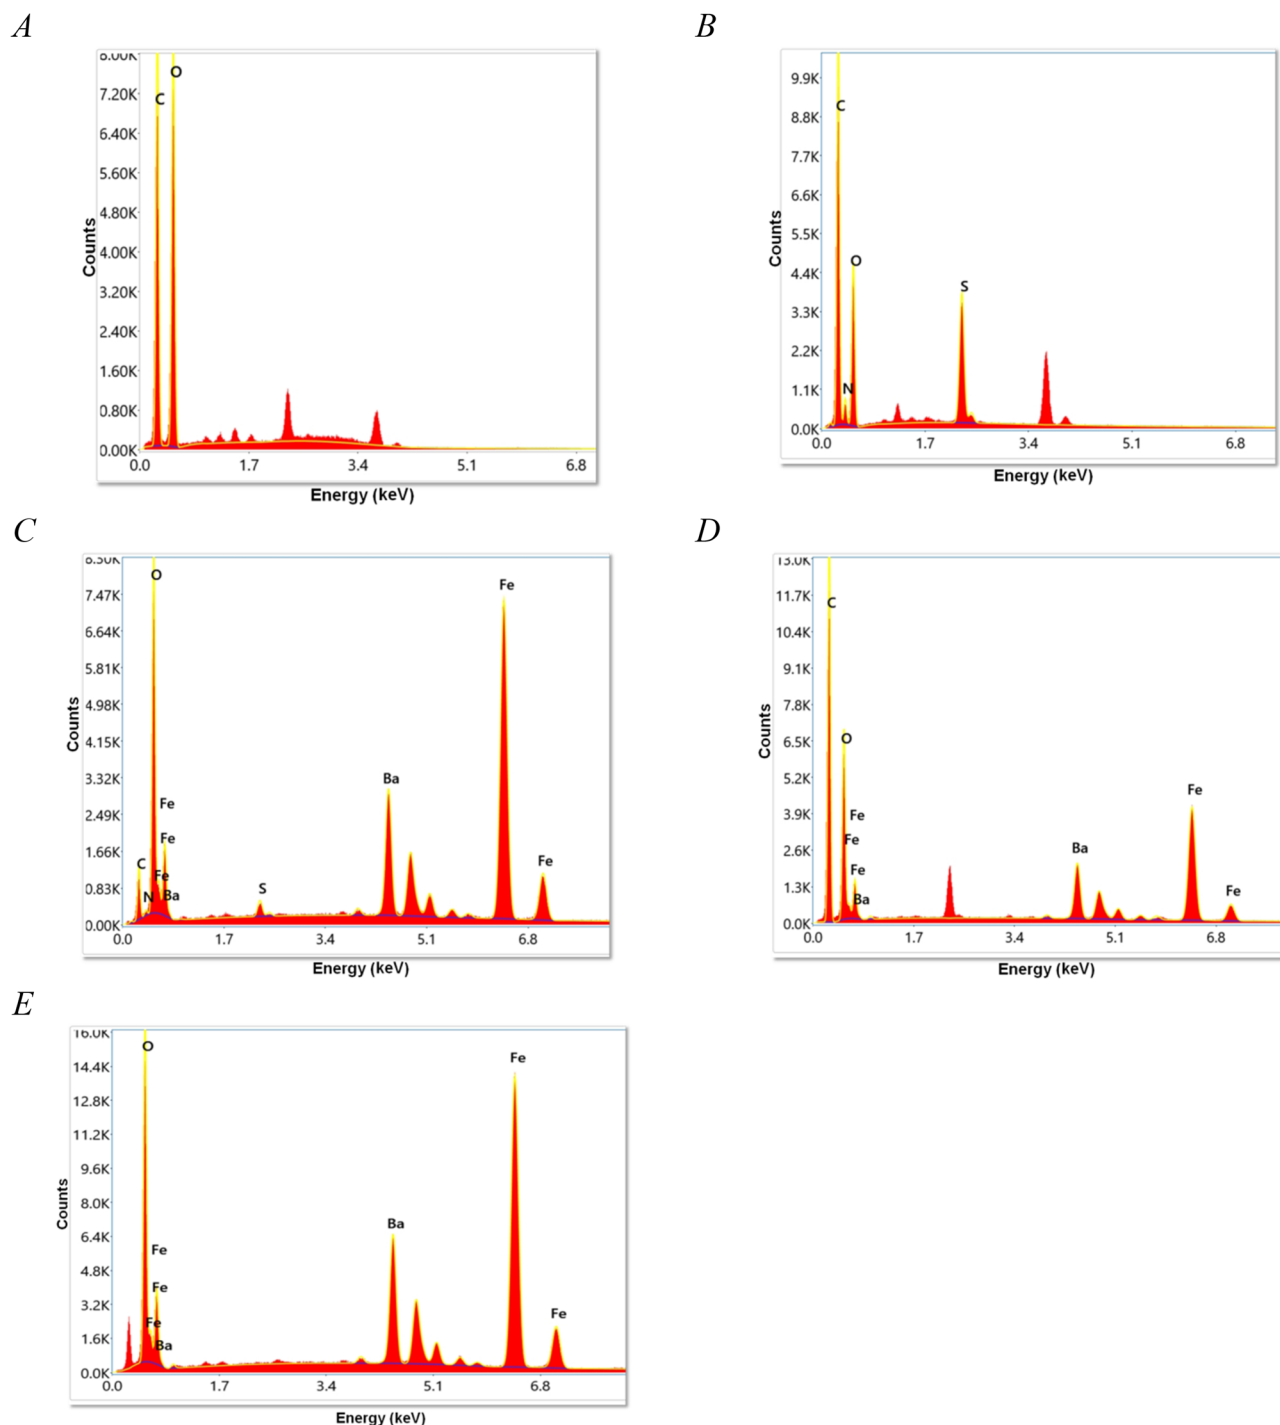 A
8.00K
7.20K
6.40K
5.60K
4.80K
4.00K
3.20K
2.40K
1.60K
0.80K
0.00K
Counts
C
O
0.0 1.7 3.4 5.1 6.8
Energy (keV)
B
9.9K
8.8K
7.7K
6.6K
5.5K
4.4K
3.3K
2.2K
1.1K
0.0K
Counts
C
N
O
S
0.0 1.7 3.4 5.1 6.8
Energy (keV)
C
8.30K
7.47K
6.64K
5.81K
4.98K
4.15K
3.32K
2.49K
1.66K
0.83K
0.00K
Counts
O
Fe
Fe
C
Fe
N
Ba
S
Ba
Fe
Fe
0.0 1.7 3.4 5.1 6.8
Energy (keV)
D
13.0K
11.7K
10.4K
9.1K
7.8K
6.5K
5.2K
3.9K
2.6K
1.3K
0.0K
Counts
C
O
Fe
Fe
Fe
Ba
Ba
Fe
Fe
0.0 1.7 3.4 5.1 6.8
Energy (keV)
E
16.0K
14.4K
12.8K
11.2K
9.6K
8.0K
6.4K
4.8K
3.2K
1.6K
0.0K
Counts
O
Fe
Fe
Fe
Ba
Ba
Fe
Fe
0.0 1.7 3.4 5.1 6.8
Energy (keV)